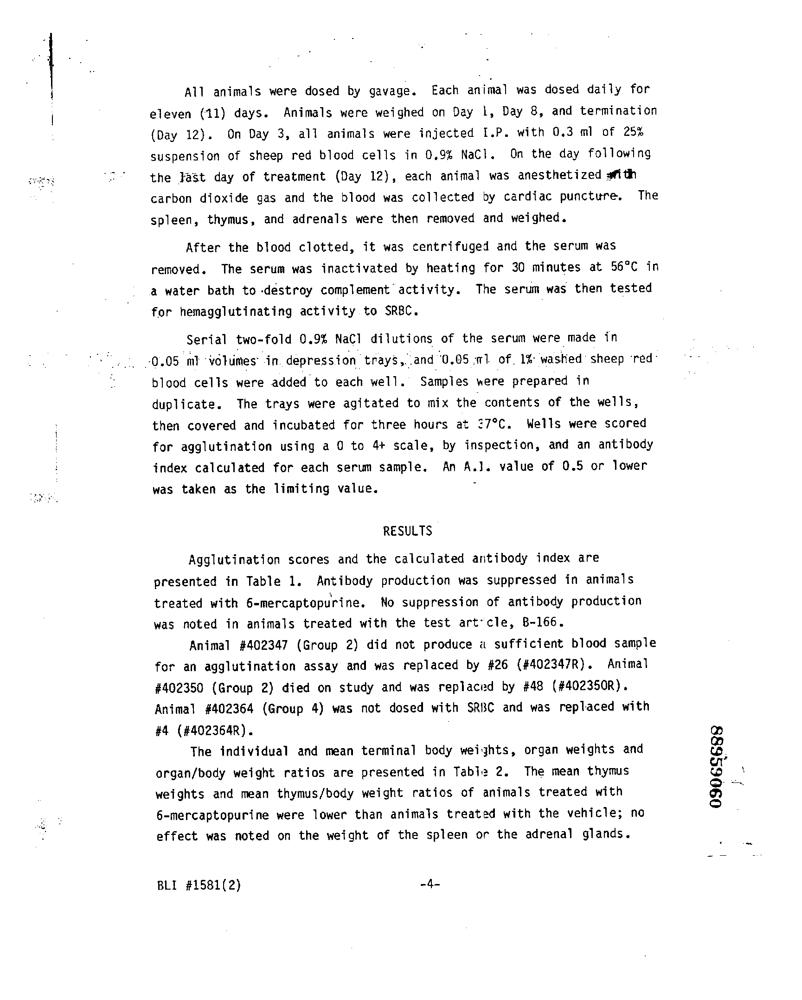 All animals were dosed by gavage. Each animal was dosed daily for
eleven (11) days. Animals were weighed on Day 1, Day 8, and termination
(Day 12). On Day 3, all animals were injected I.P. with 0.3 ml of 25%
suspension of sheep red blood cells in 0.9% NaCl. On the day following
the last day of treatment (Day 12), each animal was anesthetized with
carbon dioxide gas and the blood was collected by cardiac puncture. The
spleen, thymus, and adrenals were then removed and weighed.
After the blood clotted, it was centrifuged and the serum was
removed. The serum was inactivated by heating for 30 minutes at 56°C in
a water bath to destroy complement activity. The serum was then tested
for hemagglutinating activity to SRBC.
Serial two-fold 0.9% NaCl dilutions of the serum were made in
0.05 ml volumes in depression trays, and 0.05 ml of 1% washed sheep red
blood cells were added to each well. Samples were prepared in
duplicate. The trays were agitated to mix the contents of the wells,
then covered and incubated for three hours at 37°C. Wells were scored
for agglutination using a 0 to 4+ scale, by inspection, and an antibody
index calculated for each serum sample. An A.I. value of 0.5 or lower
was taken as the limiting value.
RESULTS
Agglutination scores and the calculated antibody index are
presented in Table 1. Antibody production was suppressed in animals
treated with 6-mercaptopurine. No suppression of antibody production
was noted in animals treated with the test article, B-166.
Animal #402347 (Group 2) did not produce a sufficient blood sample
for an agglutination assay and was replaced by #26 (#402347R). Animal
#402350 (Group 2) died on study and was replaced by #48 (#402350R).
Animal #402364 (Group 4) was not dosed with SRBC and was replaced with
#4 (#402364R).
The individual and mean terminal body weights, organ weights and
organ/body weight ratios are presented in Table 2. The mean thymus
weights and mean thymus/body weight ratios of animals treated with
6-mercaptopurine were lower than animals treated with the vehicle; no
effect was noted on the weight of the spleen or the adrenal glands.
BLI #1581(2) -4-
88959060